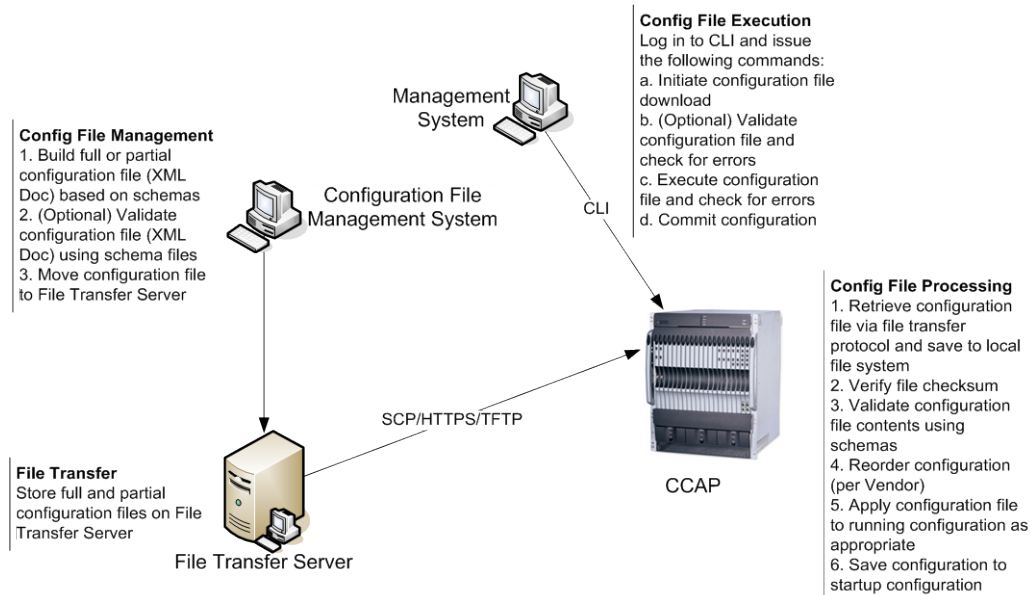 Config File Execution
Log in to CLI and issue
the following commands:
a. Initiate configuration file
download
b. (Optional) Validate
configuration file and
check for errors
c. Execute configuration
file and check for errors
d. Commit configuration
Management
System
Config File Management
1. Build full or partial
configuration file (XML
Doc) based on schemas
2. (Optional) Validate
configuration file (XML
Doc) using schema files
3. Move configuration file
to File Transfer Server
Configuration File
Management System
CLI
Config File Processing
1. Retrieve configuration
file via file transfer
protocol and save to local
file system
2. Verify file checksum
3. Validate configuration
file contents using
schemas
4. Reorder configuration
(per Vendor)
5. Apply configuration file
to running configuration as
appropriate
6. Save configuration to
startup configuration
SCP/HTTPS/TFTP
CCAP
File Transfer
Store full and partial
configuration files on File
Transfer Server
File Transfer Server